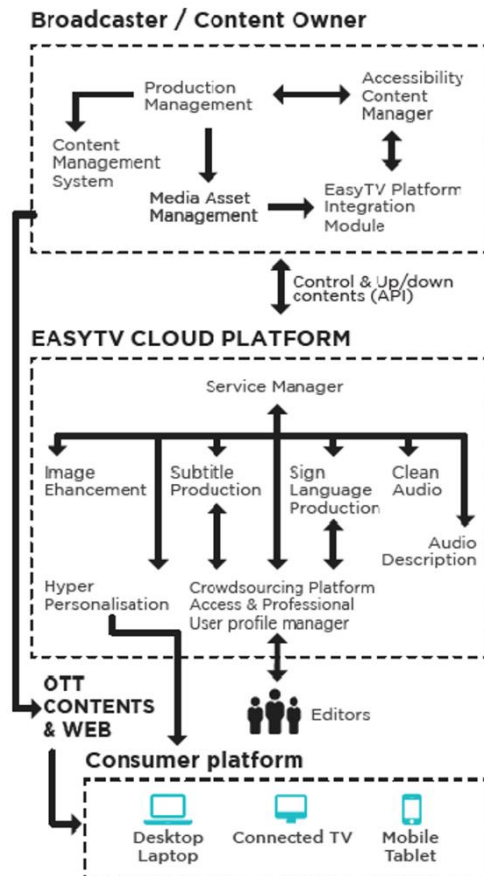 Broadcaster / Content Owner
Production
Management
Accessibility
Content
Manager
Content
Management
System
Media Asset
Management
EasyTV Platform
Integration
Module
Control & Up/down
contents (API)
EASYTV CLOUD PLATFORM
Service Manager
Image
Ehancement
Subtitle
Production
Sign
Language
Production
Clean
Audio
Audio
Description
Hyper
Personalisation
Crowdsourcing Platform
Access & Professional
User profile manager
OTT
CONTENTS
& WEB
Editors
Consumer platform
Desktop
Laptop
Connected TV
Mobile
Tablet